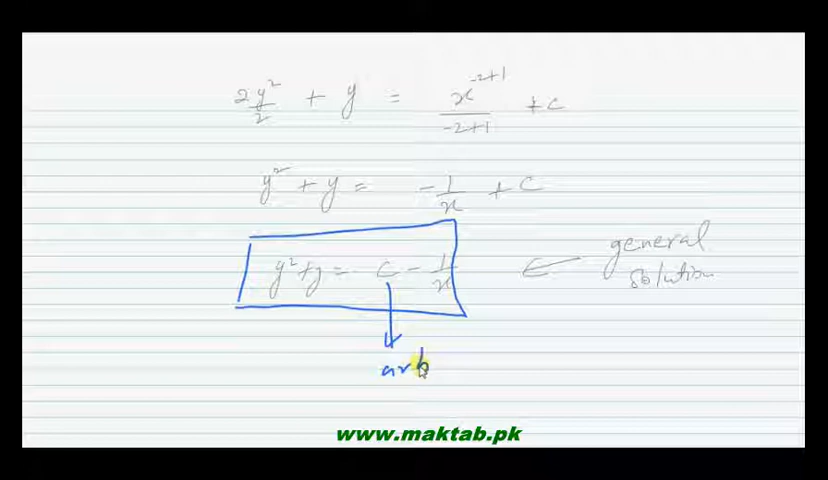 2y²/2 + y = x⁻²⁺¹/-2+1 + c
y² + y = -1/x + C
y² + y = c - 1/x ← general solution
arb
www.maktab.pk